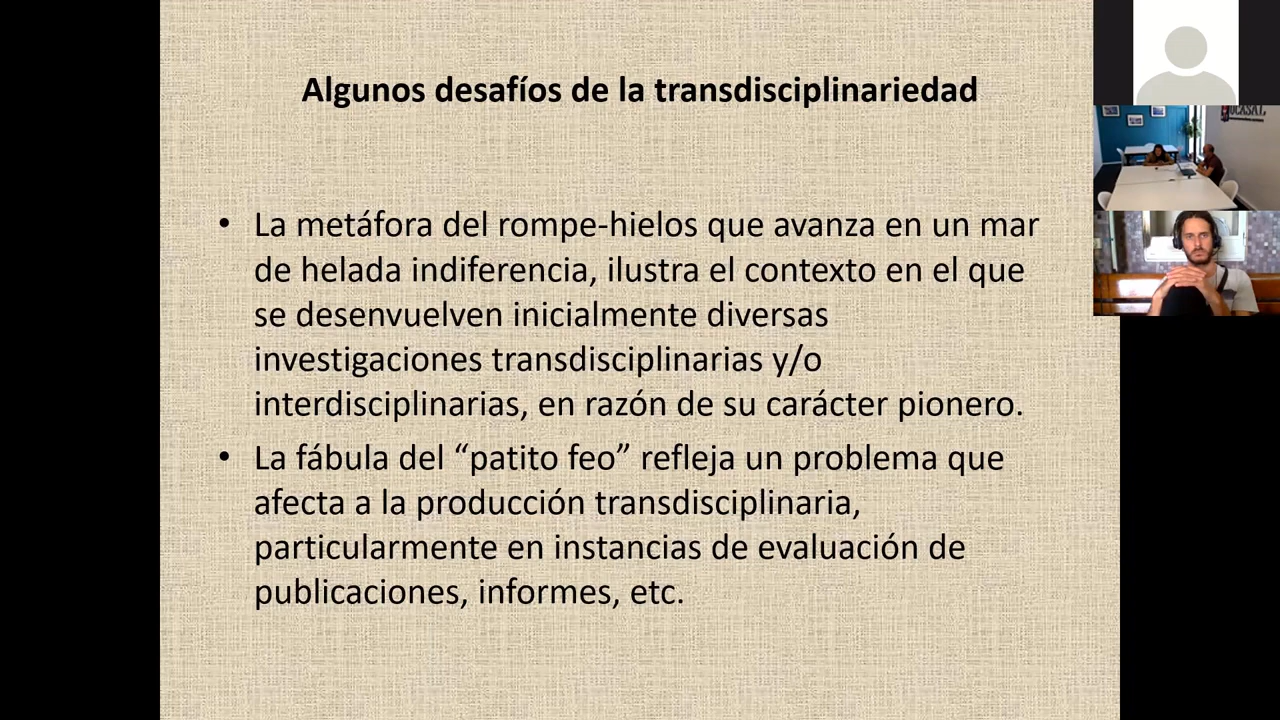 Algunos desafíos de la transdisciplinariedad
• La metáfora del rompe-hielos que avanza en un mar
de helada indiferencia, ilustra el contexto en el que
se desenvuelven inicialmente diversas
investigaciones transdisciplinarias y/o
interdisciplinarias, en razón de su carácter pionero.
• La fábula del “patito feo” refleja un problema que
afecta a la producción transdisciplinaria,
particularmente en instancias de evaluación de
publicaciones, informes, etc.